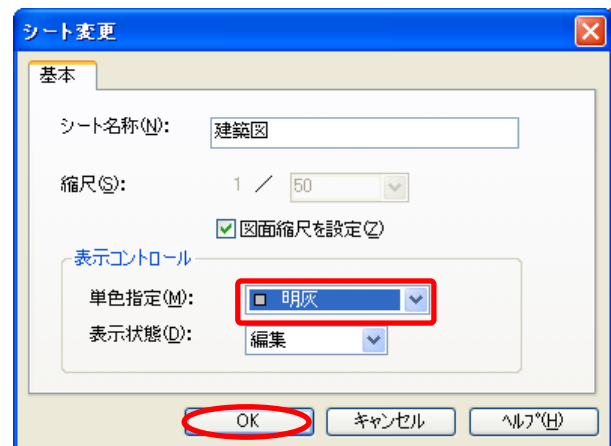 シート変更
基本
シート名称(N): 建築図
縮尺(S): 1 / 50
図面縮尺を設定(Z)
表示コントロール
単色指定(M): 明灰
表示状態(D): 編集
OK キャンセル ヘルプ(H)